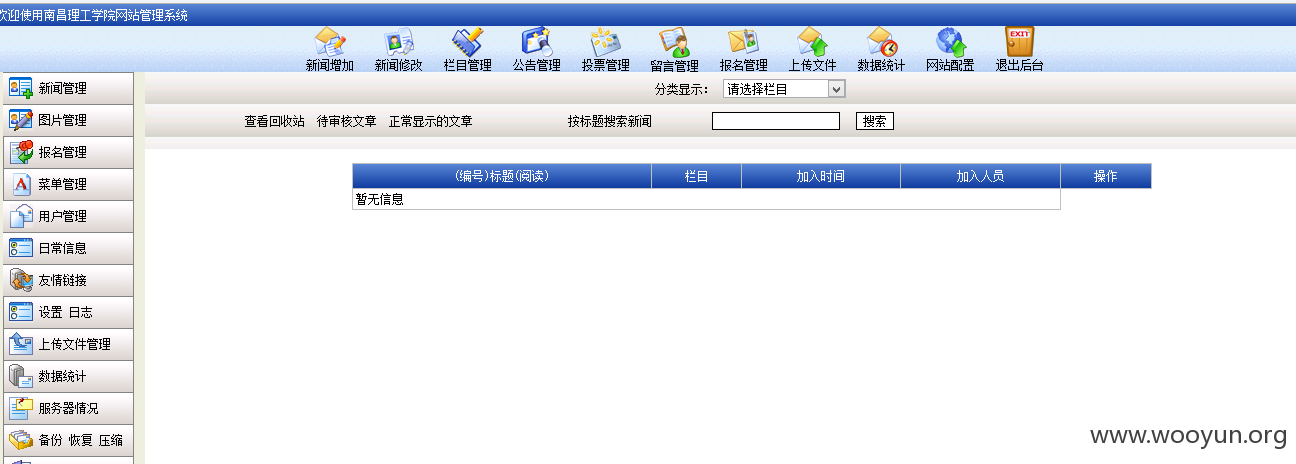 欢迎使用南昌理工学院网站管理系统
新闻增加 新闻修改 栏目管理 公告管理 投票管理 留言管理 报名管理 上传文件 数据统计 网站配置 EXIT 退出后台
新闻管理
图片管理
报名管理
菜单管理
用户管理
日常信息
友情链接
设置 日志
上传文件管理
数据统计
服务器情况
备份 恢复 压缩
分类显示： 请选择栏目
查看回收站 待审核文章 正常显示的文章 按标题搜索新闻 搜索
(编号)标题(阅读) 栏目 加入时间 加入人员 操作
暂无信息
www.wooyun.org